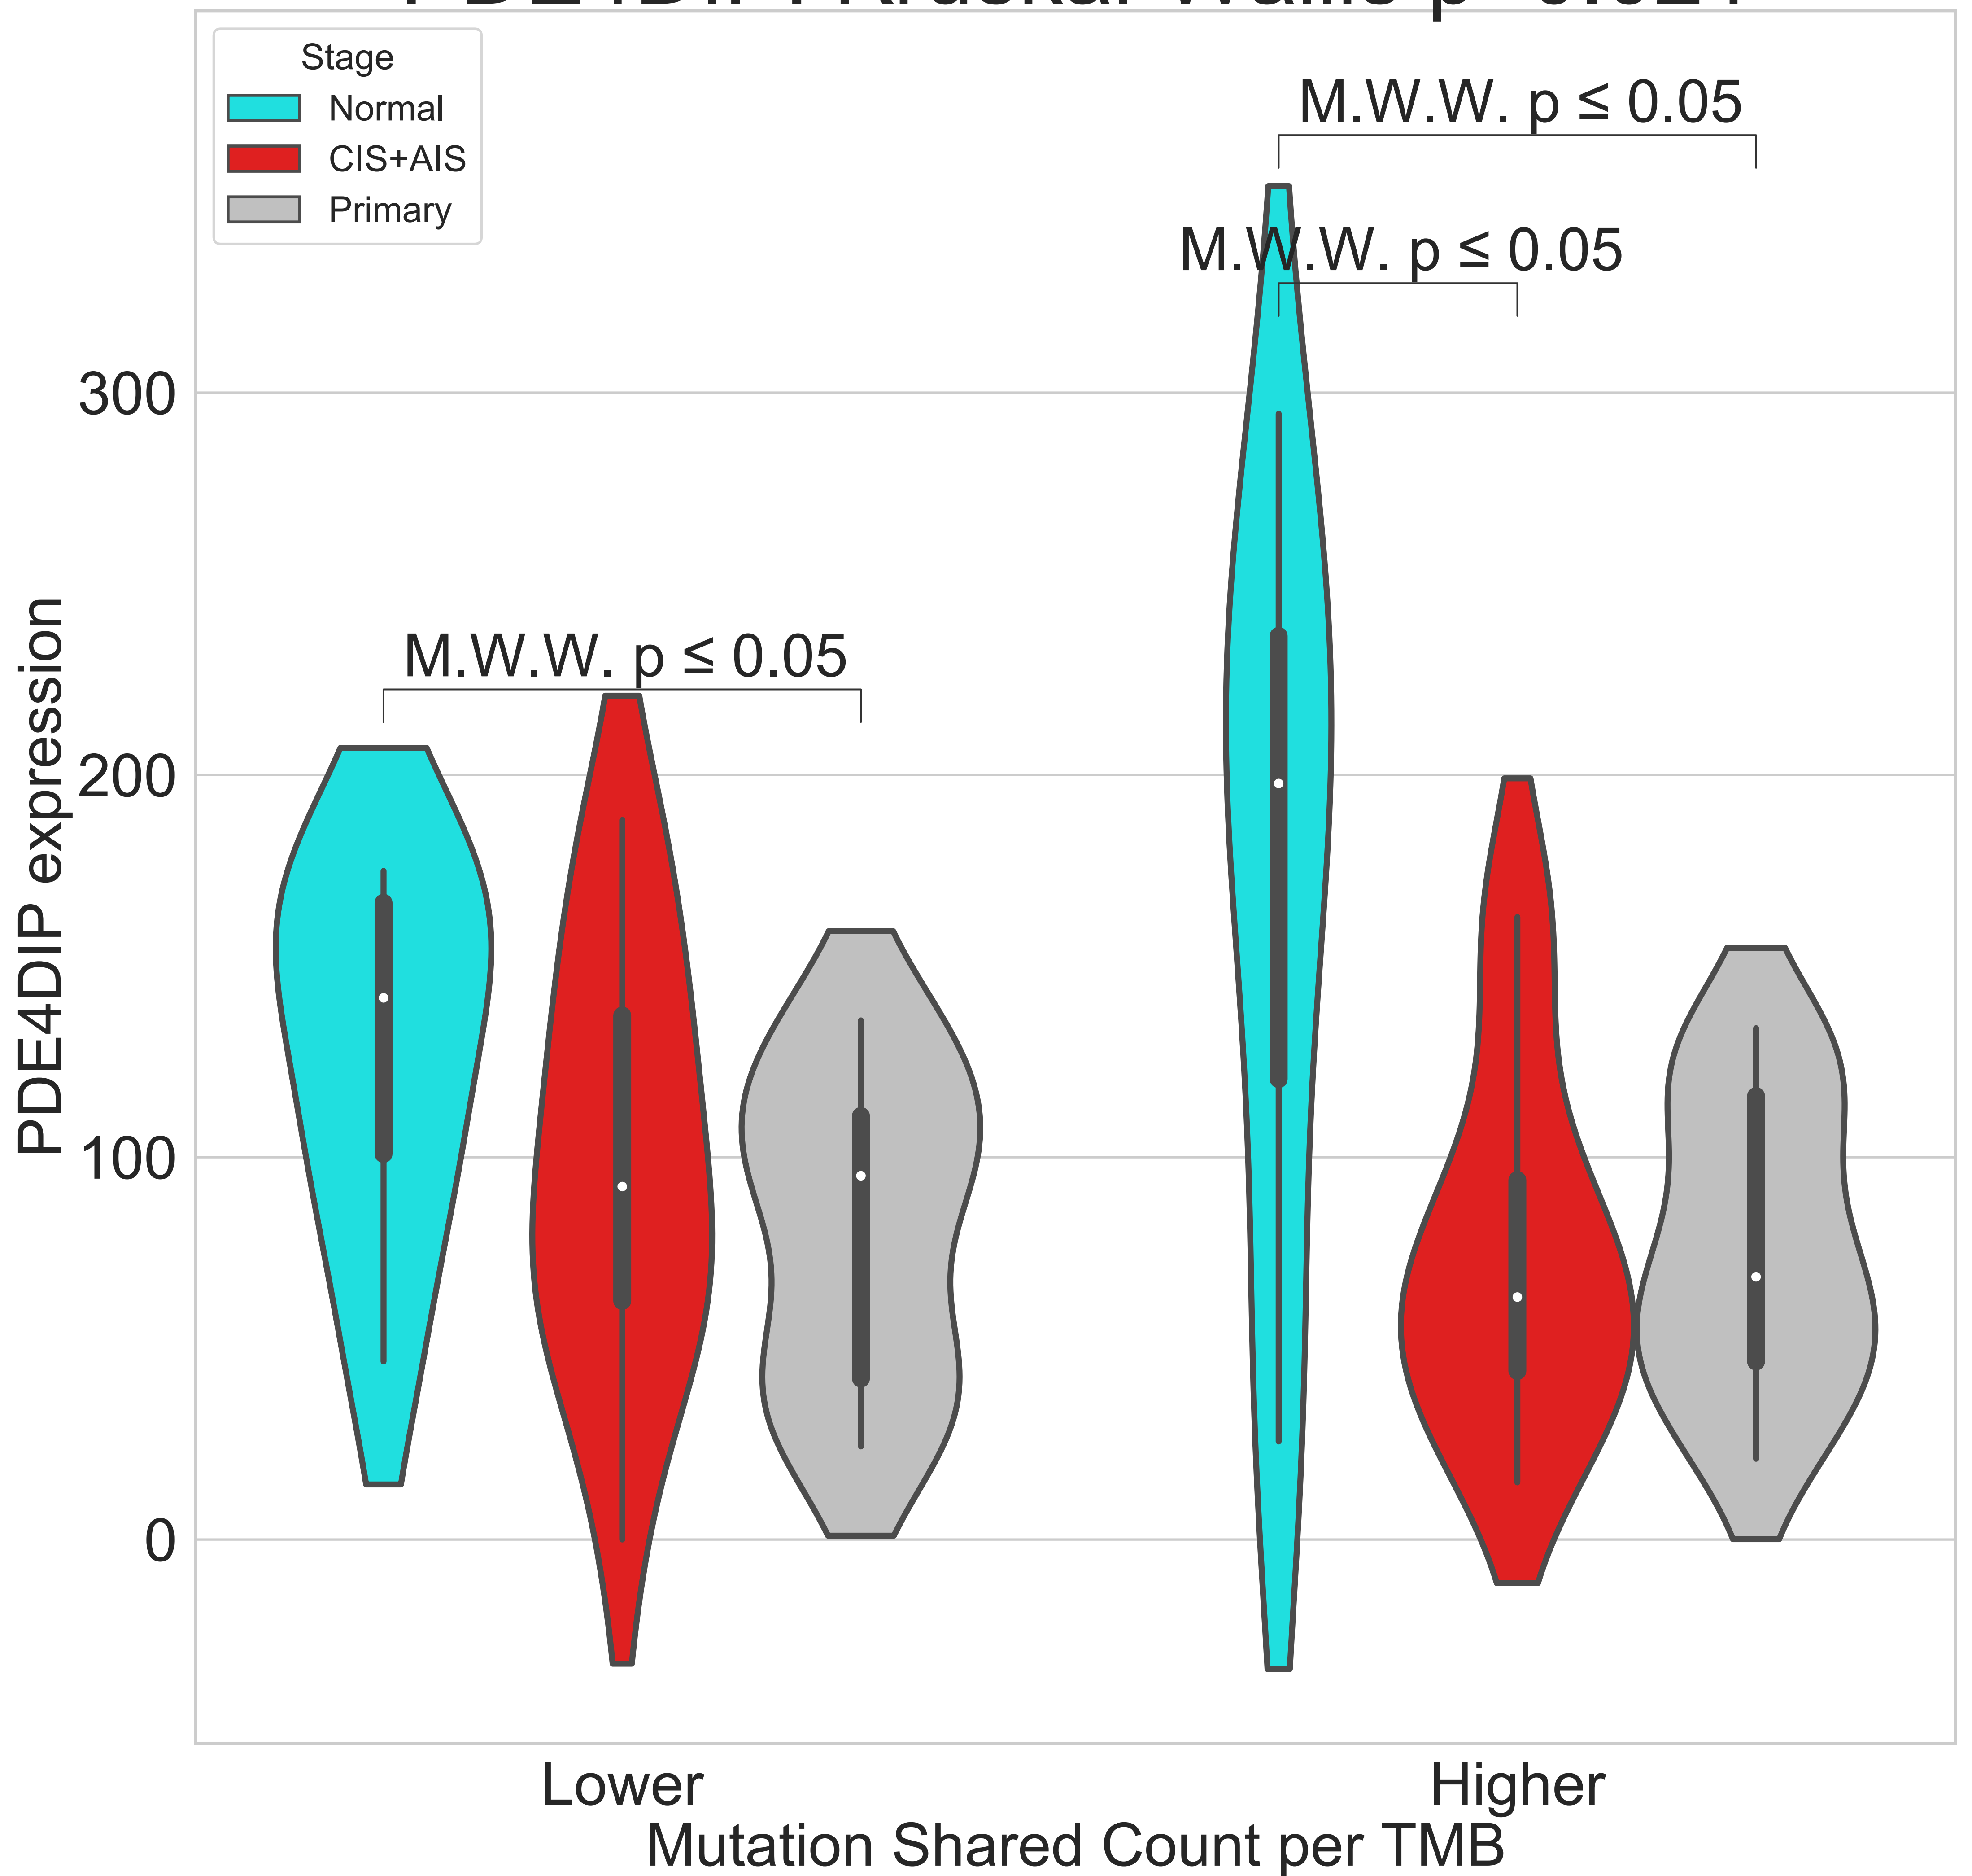 Stage
Normal
CIS+AIS
Primary
M.W.W. p ≤ 0.05
M.W.W. p ≤ 0.05
M.W.W. p ≤ 0.05
300
200
100
0
PDE4DIP expression
Lower
Higher
Mutation Shared Count per TMB